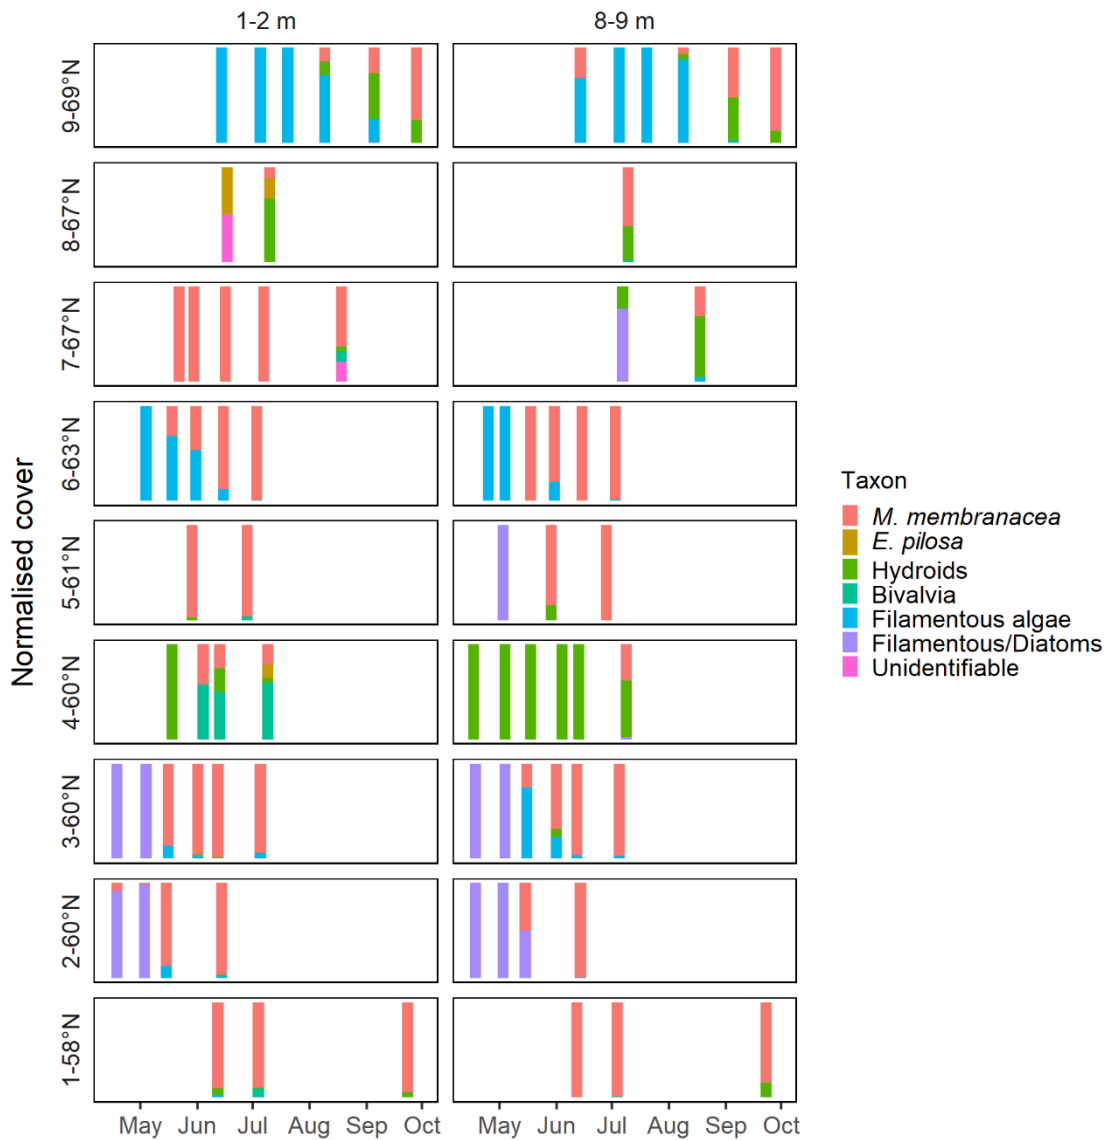 1-2 m
8-9 m
9-69°N
8-67°N
7-67°N
6-63°N
5-61°N
4-60°N
3-60°N
2-60°N
1-58°N
Normalised cover
May Jun Jul Aug Sep Oct
May Jun Jul Aug Sep Oct
Taxon
M. membranacea
E. pilosa
Hydroids
Bivalvia
Filamentous algae
Filamentous/Diatoms
Unidentifiable